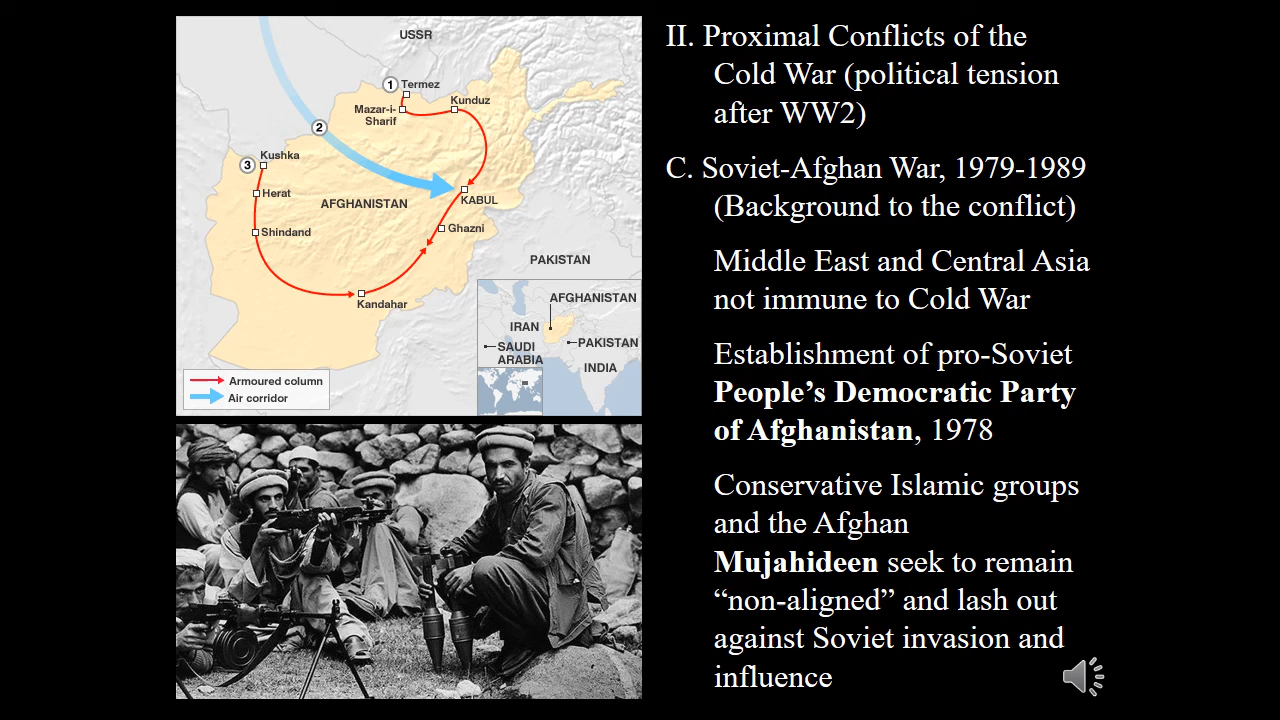 USSR
1 Termez
Mazar-i-
Sharif
Kunduz
2
3 Kushka
Herat
AFGHANISTAN
KABUL
Shindand
Ghazni
PAKISTAN
Kandahar
AFGHANISTAN
IRAN
PAKISTAN
SAUDI
ARABIA
INDIA
Armoured column
Air corridor
II. Proximal Conflicts of the
Cold War (political tension
after WW2)
C. Soviet-Afghan War, 1979-1989
(Background to the conflict)
Middle East and Central Asia
not immune to Cold War
Establishment of pro-Soviet
People’s Democratic Party
of Afghanistan, 1978
Conservative Islamic groups
and the Afghan
Mujahideen seek to remain
“non-aligned” and lash out
against Soviet invasion and
influence